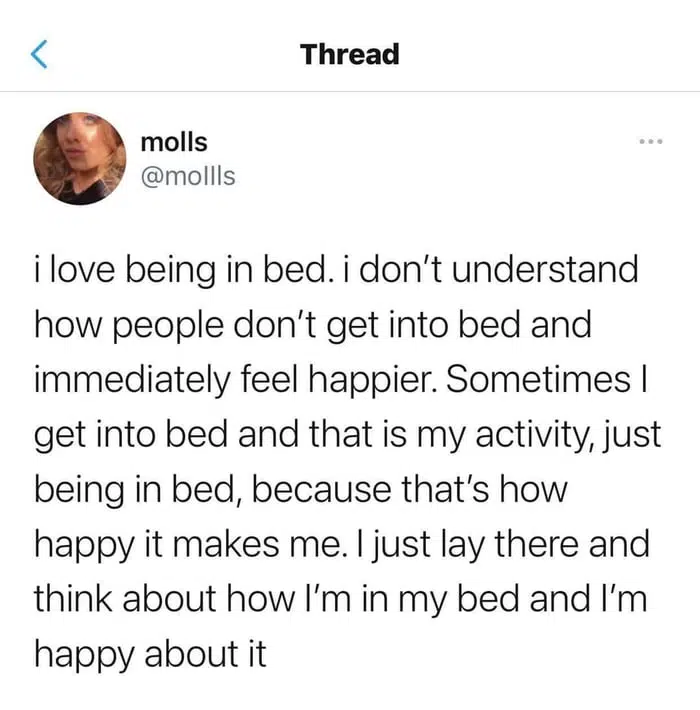 Thread
molls
@mollls
i love being in bed. i don't understand
how people don't get into bed and
immediately feel happier. Sometimes I
get into bed and that is my activity, just
being in bed, because that's how
happy it makes me. I just lay there and
think about how I'm in my bed and I'm
happy about it